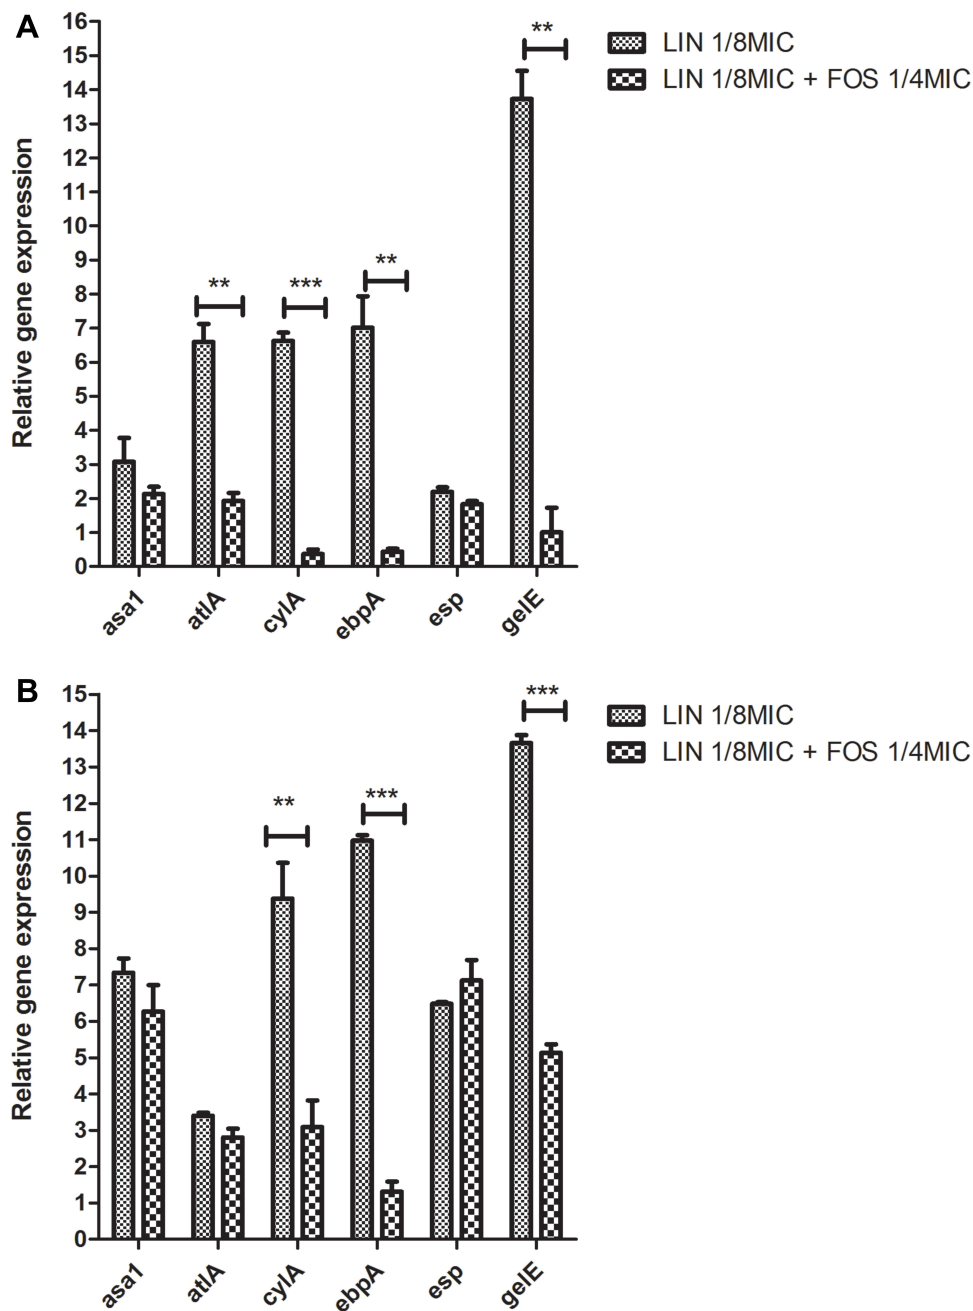 A
16
15
14
13
12
11
10
9
8
7
6
5
4
3
2
1
0
Relative gene expression
**
***
**
**
LIN 1/8MIC
LIN 1/8MIC + FOS 1/4MIC
asa1
atlA
cylA
ebpA
esp
gelE
B
15
14
13
12
11
10
9
8
7
6
5
4
3
2
1
0
Relative gene expression
**
***
***
LIN 1/8MIC
LIN 1/8MIC + FOS 1/4MIC
asa1
atlA
cylA
ebpA
esp
gelE